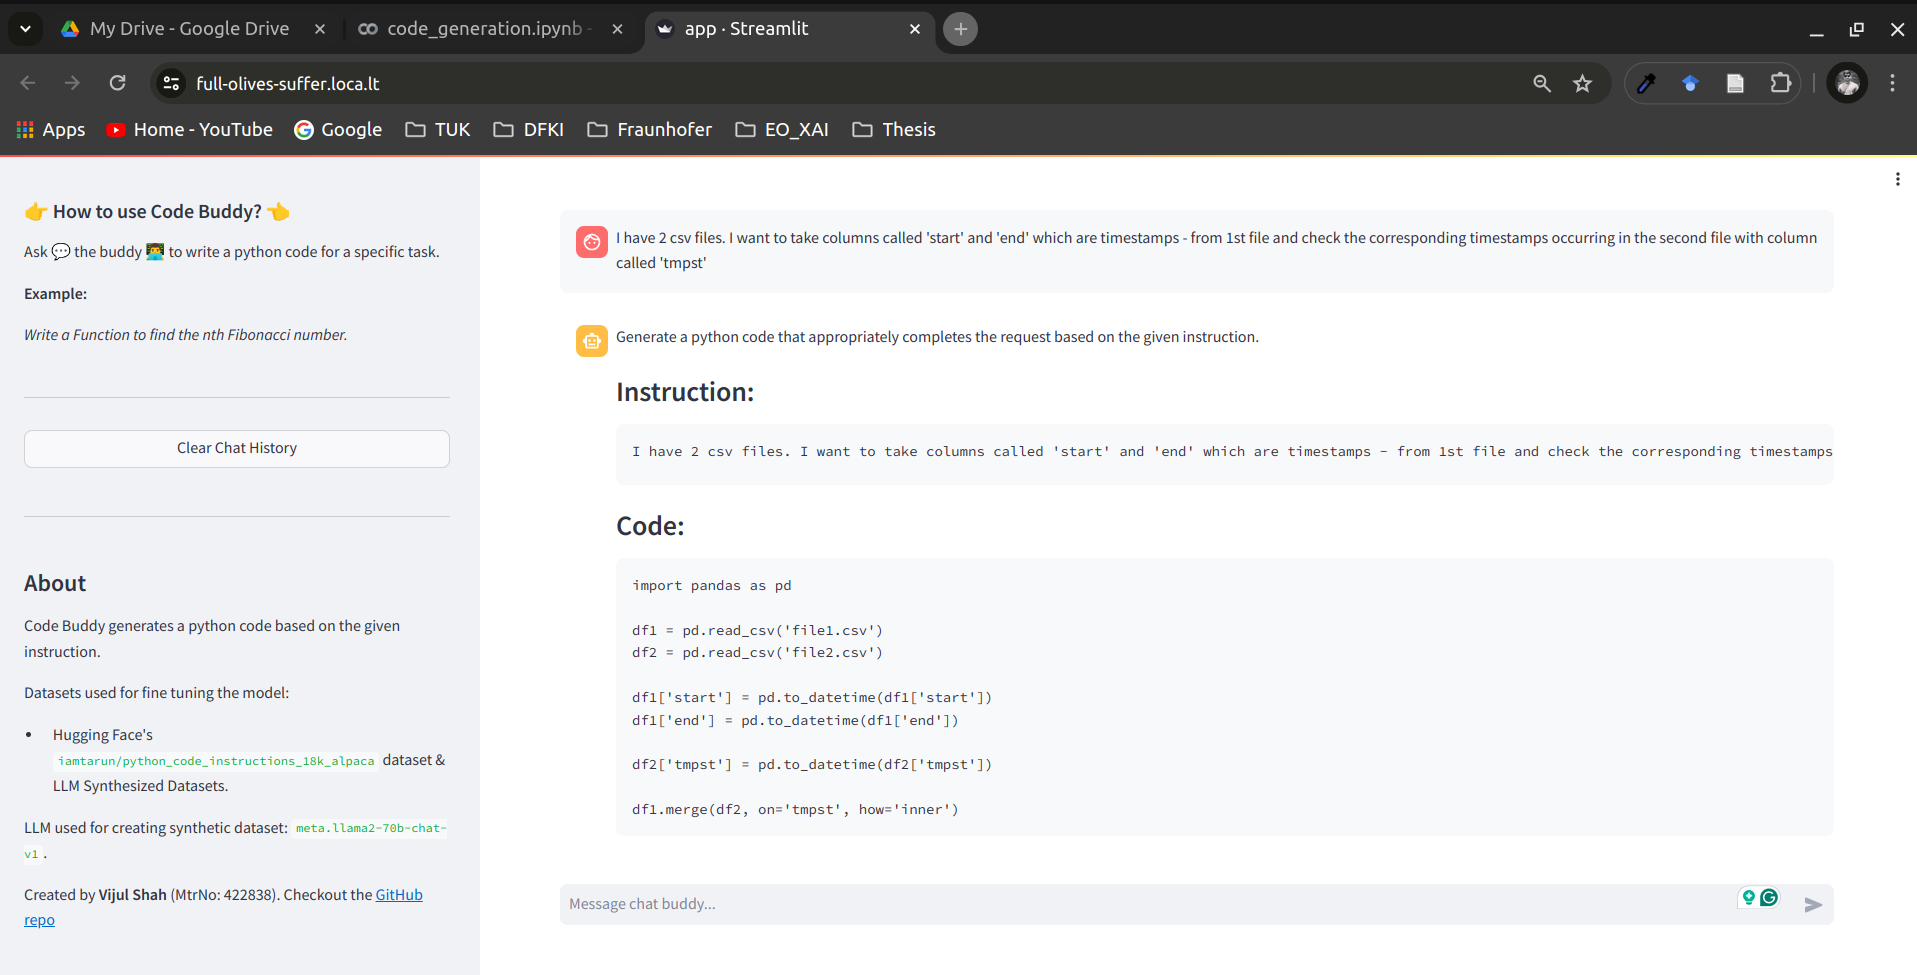 My Drive - Google Drive
code_generation.ipynb -
app · Streamlit
full-olives-suffer.loca.lt
Apps
Home - YouTube
Google
TUK
DFKI
Fraunhofer
EO_XAI
Thesis
👉 How to use Code Buddy? 👈
Ask 💬 the buddy 👨‍💻 to write a python code for a specific task.
Example:
Write a Function to find the nth Fibonacci number.
Clear Chat History
About
Code Buddy generates a python code based on the given
instruction.
Datasets used for fine tuning the model:
• Hugging Face's
iamtarun/python_code_instructions_18k_alpaca dataset &
LLM Synthesized Datasets.
LLM used for creating synthetic dataset: meta.llama2-70b-chat-
v1 .
Created by Vijul Shah (MtrNo: 422838). Checkout the GitHub
repo
I have 2 csv files. I want to take columns called 'start' and 'end' which are timestamps - from 1st file and check the corresponding timestamps occurring in the second file with column
called 'tmpst'
Generate a python code that appropriately completes the request based on the given instruction.
Instruction:
I have 2 csv files. I want to take columns called 'start' and 'end' which are timestamps - from 1st file and check the corresponding timestamps
Code:
import pandas as pd
df1 = pd.read_csv('file1.csv')
df2 = pd.read_csv('file2.csv')
df1['start'] = pd.to_datetime(df1['start'])
df1['end'] = pd.to_datetime(df1['end'])
df2['tmpst'] = pd.to_datetime(df2['tmpst'])
df1.merge(df2, on='tmpst', how='inner')
Message chat buddy...